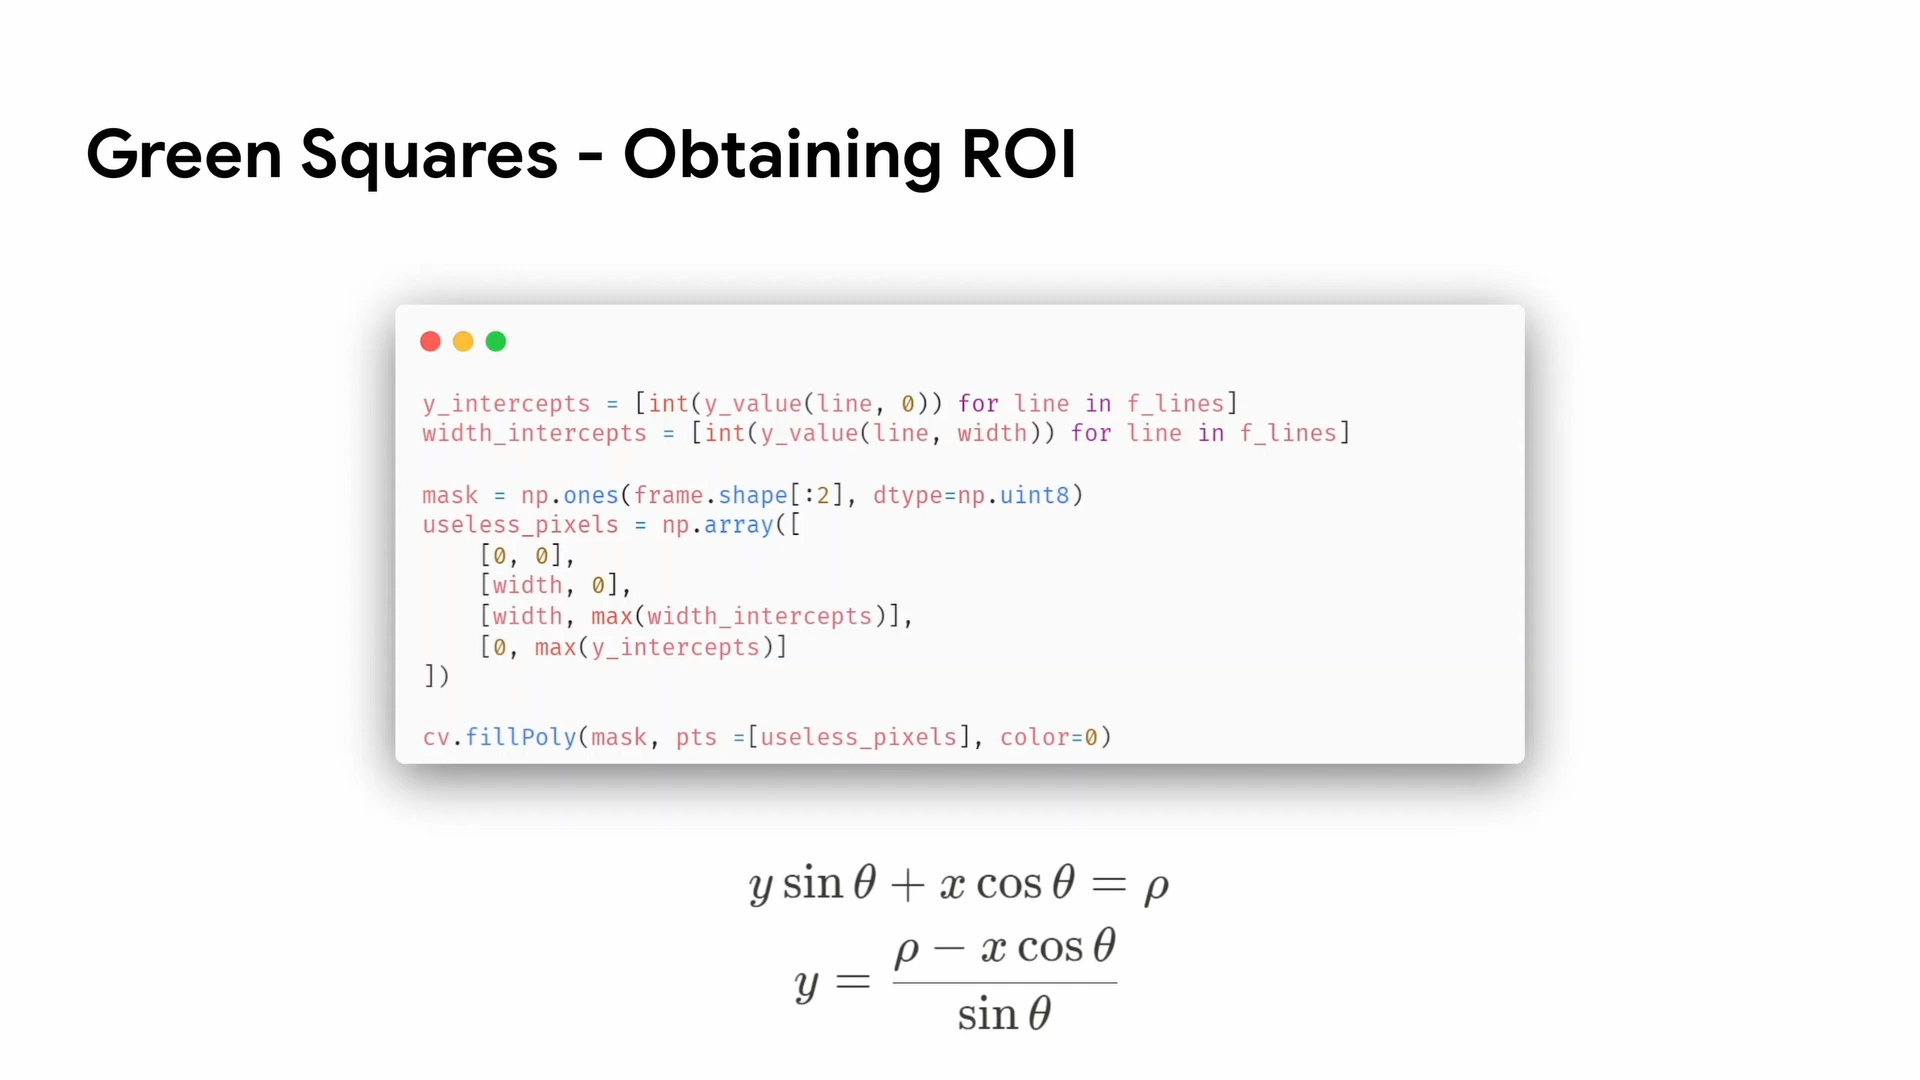 Green Squares - Obtaining ROI
y_intercepts = [int(y_value(line, 0)) for line in f_lines]
width_intercepts = [int(y_value(line, width)) for line in f_lines]
mask = np.ones(frame.shape[:2], dtype=np.uint8)
useless_pixels = np.array([
    [0, 0],
    [width, 0],
    [width, max(width_intercepts)],
    [0, max(y_intercepts)]
])
cv.fillPoly(mask, pts =[useless_pixels], color=0)
y sin θ + x cos θ = ρ
y = 
ρ − x cos θ
sin θ